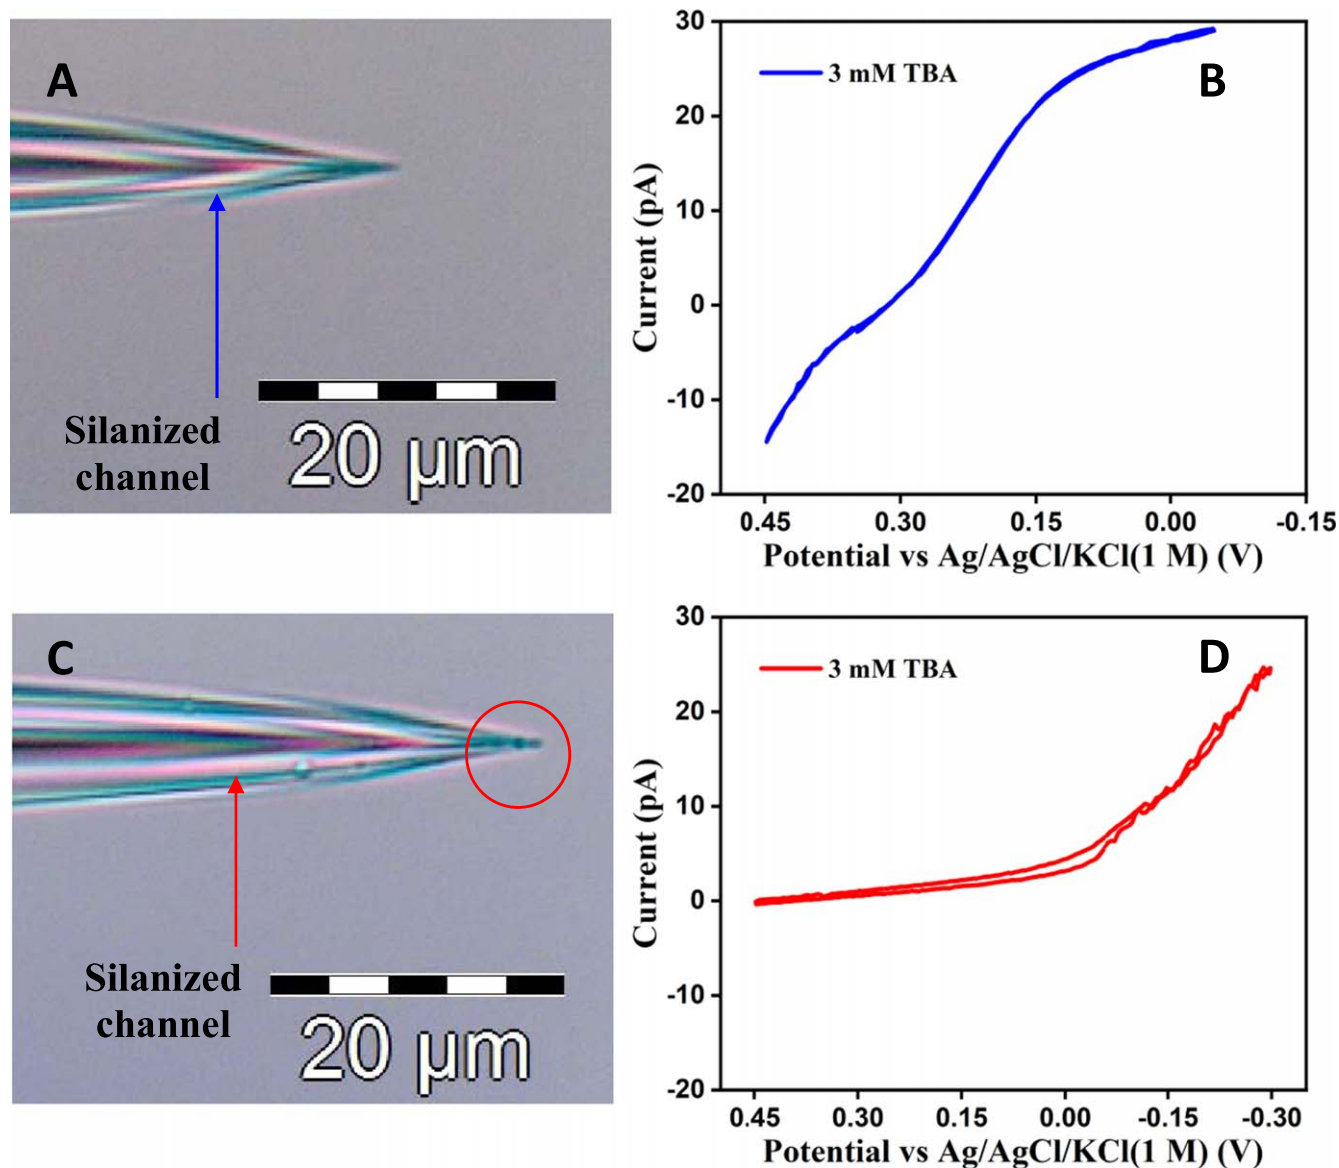 A
Silanized
channel
20 µm
B
3 mM TBA
30
20
10
0
-10
-20
Current (pA)
0.45 0.30 0.15 0.00 -0.15
Potential vs Ag/AgCl/KCl(1 M) (V)
C
Silanized
channel
20 µm
D
3 mM TBA
30
20
10
0
-10
-20
Current (pA)
0.45 0.30 0.15 0.00 -0.15 -0.30
Potential vs Ag/AgCl/KCl(1 M) (V)